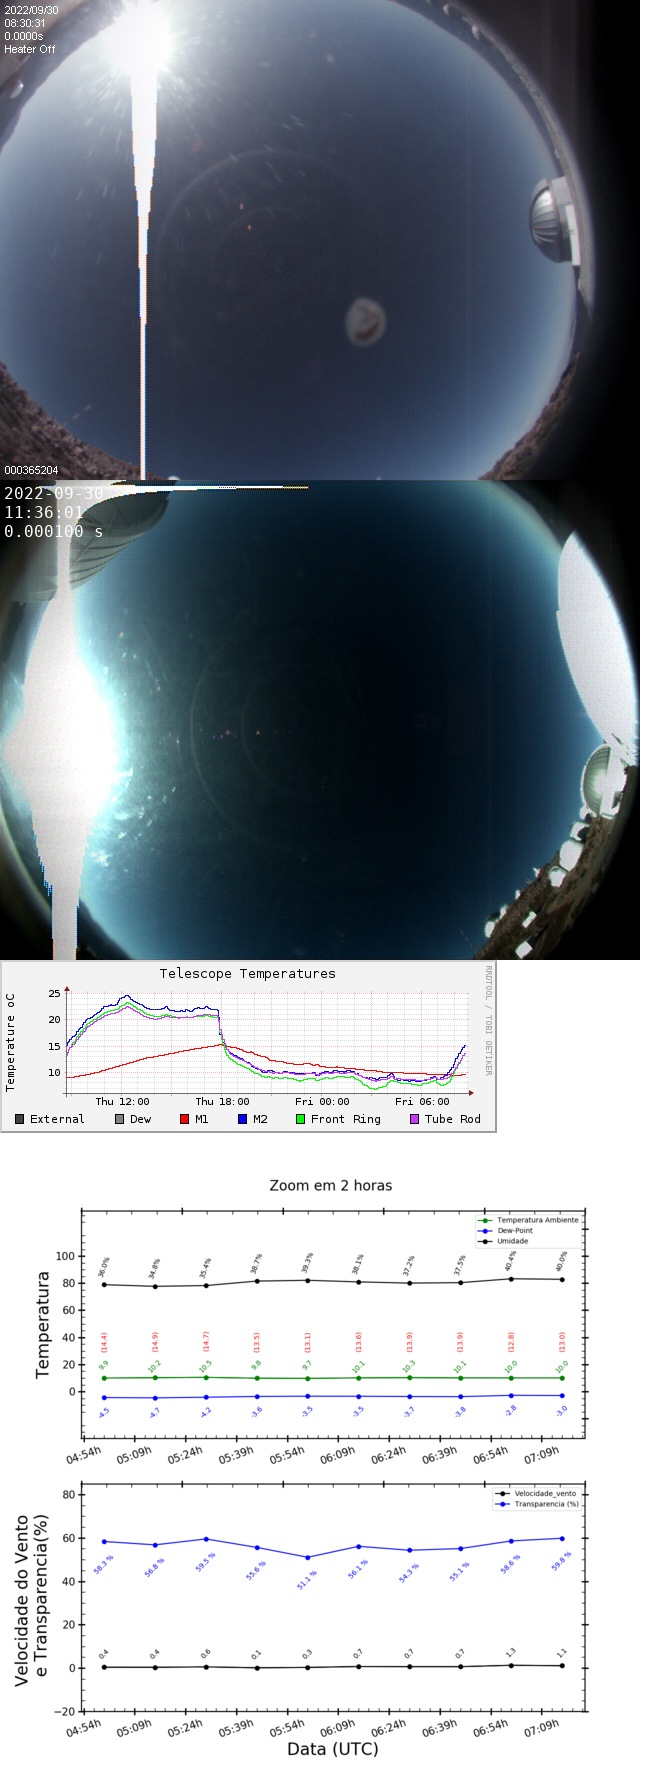 2022/09/30
08:30:31
0.0000s
Heater Off
000365204
2022-09-30
11:36:01
0.000100 s
Telescope Temperatures
RRDTOOL / TOBI OETIKER
Temperature oC
25
20
15
10
Thu 12:00 Thu 18:00 Fri 00:00 Fri 06:00
External Dew M1 M2 Front Ring Tube Rod
Zoom em 2 horas
Temperatura
Temperatura Ambiente
Dew-Point
Umidade
100
80
60
40
20
0
36.0% 34.8% 35.4% 38.7% 39.3% 38.1% 37.2% 37.5% 40.4% 40.0%
(14.4) (14.9) (14.7) (13.5) (13.1) (13.6) (13.9) (13.9) (12.8) (13.0)
9.9 10.2 10.5 9.8 9.7 10.1 10.3 10.1 10.0 10.0
-4.5 -4.7 -4.2 -3.6 -3.5 -3.5 -3.7 -3.8 -2.8 -3.0
04:54h 05:09h 05:24h 05:39h 05:54h 06:09h 06:24h 06:39h 06:54h 07:09h
Velocidade do Vento
e Transparencia(%)
Velocidade_vento
Transparencia (%)
80
60
40
20
0
−20
58.3 % 56.8 % 59.5 % 55.6 % 51.1 % 56.1 % 54.3 % 55.1 % 58.6 % 59.8 %
0.4 0.4 0.6 0.1 0.3 0.7 0.7 0.7 1.3 1.1
04:54h 05:09h 05:24h 05:39h 05:54h 06:09h 06:24h 06:39h 06:54h 07:09h
Data (UTC)